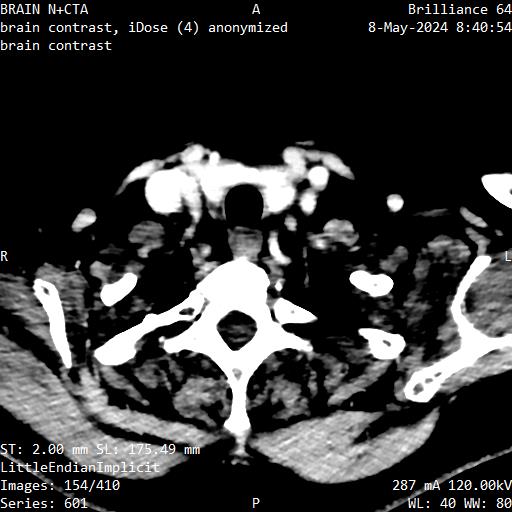 BRAIN N+CTA
A
Brilliance 64
brain contrast, iDose (4) anonymized
8-May-2024 8:40:54
brain contrast
R
L
ST: 2.00 mm SL: 175.49 mm
LittleEndianImplicit
Images: 154/410
287 mA 120.00kV
Series: 601
P
WL: 40 WW: 80